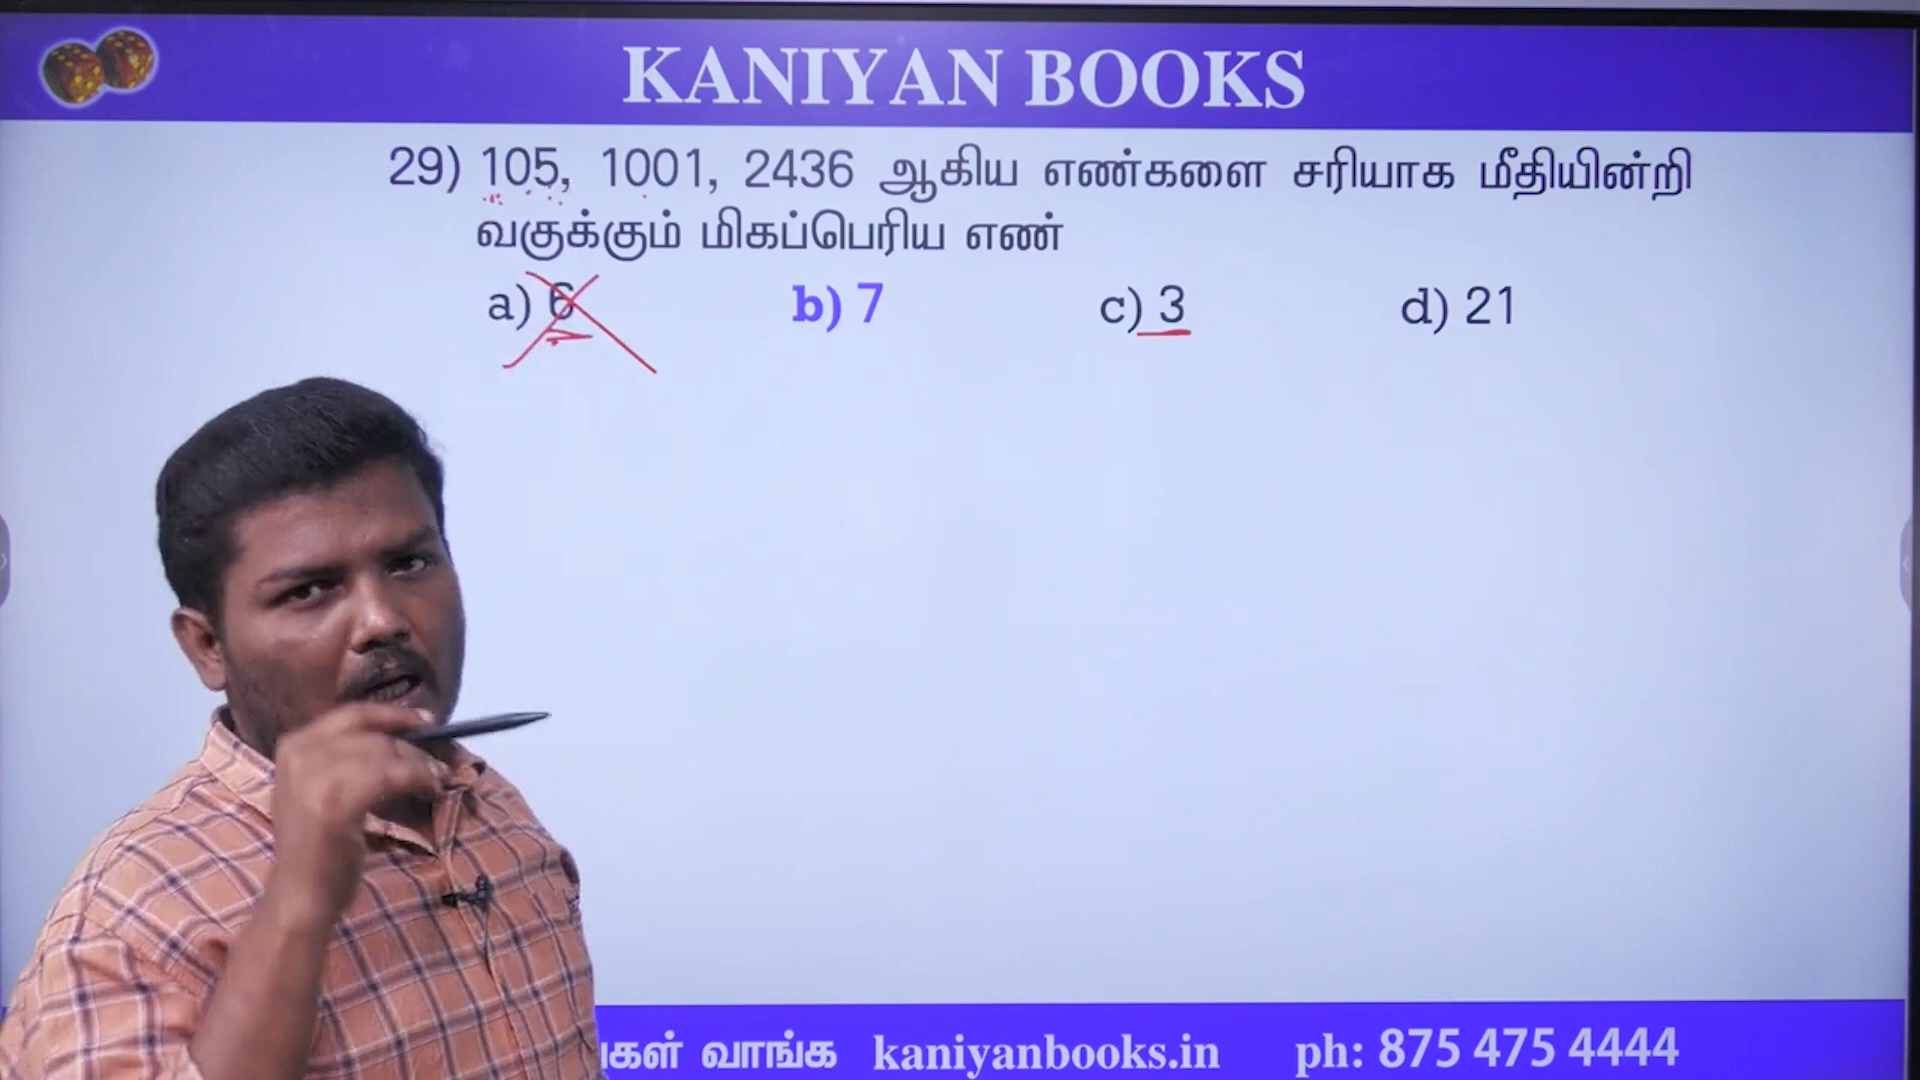 KANIYAN BOOKS
29) 105, 1001, 2436 ஆகிய எண்களை சரியாக மீதியின்றி
வகுக்கும் மிகப்பெரிய எண்
a) 6 b) 7 c) 3 d) 21
வாங்க kaniyanbooks.in ph: 875 475 4444